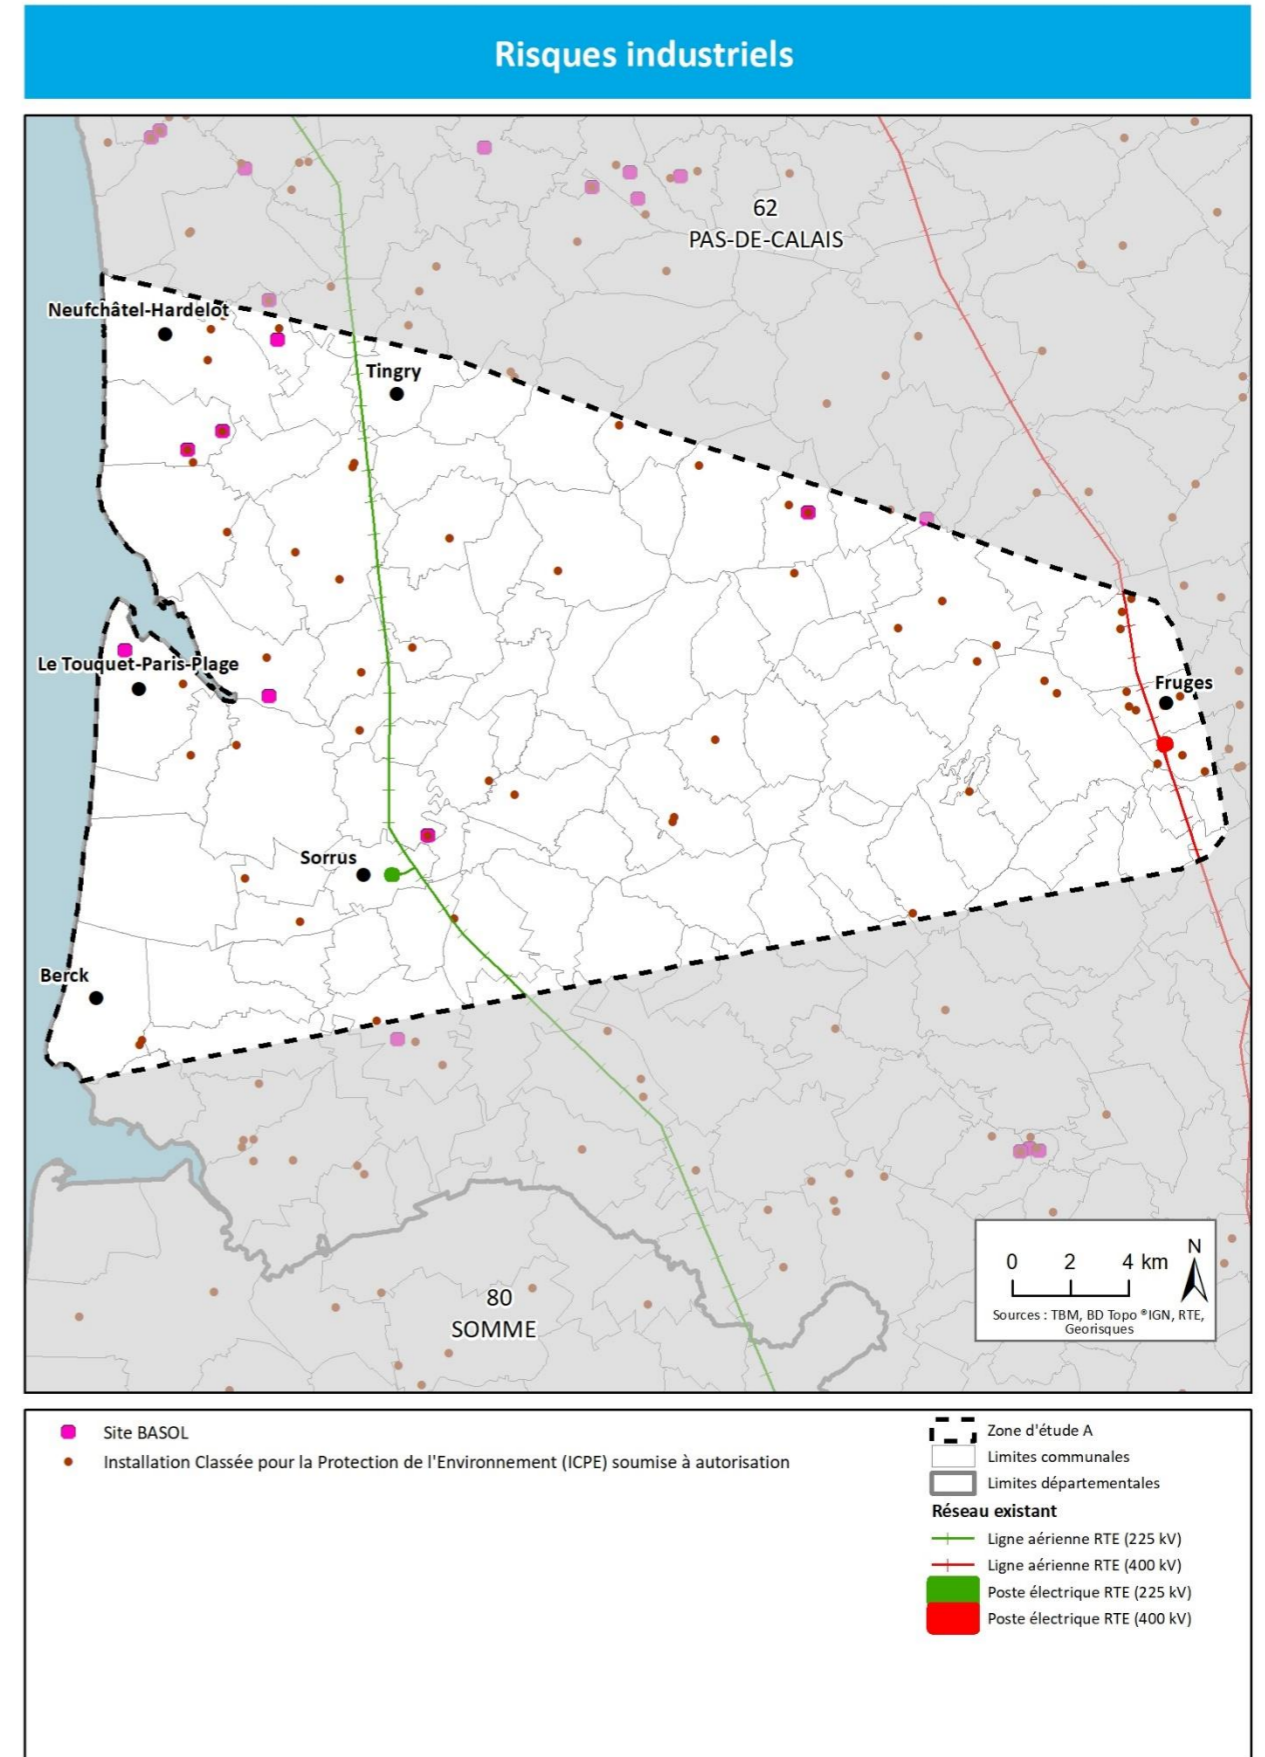 Risques industriels
62
PAS-DE-CALAIS
Neufchâtel-Hardelot
Tingry
Le Touquet-Paris-Plage
Fruges
Sorrus
Berck
80
SOMME
0 2 4 km
N
Sources : TBM, BD Topo ®IGN, RTE,
Georisques
Site BASOL
Installation Classée pour la Protection de l'Environnement (ICPE) soumise à autorisation
Zone d'étude A
Limites communales
Limites départementales
Réseau existant
Ligne aérienne RTE (225 kV)
Ligne aérienne RTE (400 kV)
Poste électrique RTE (225 kV)
Poste électrique RTE (400 kV)